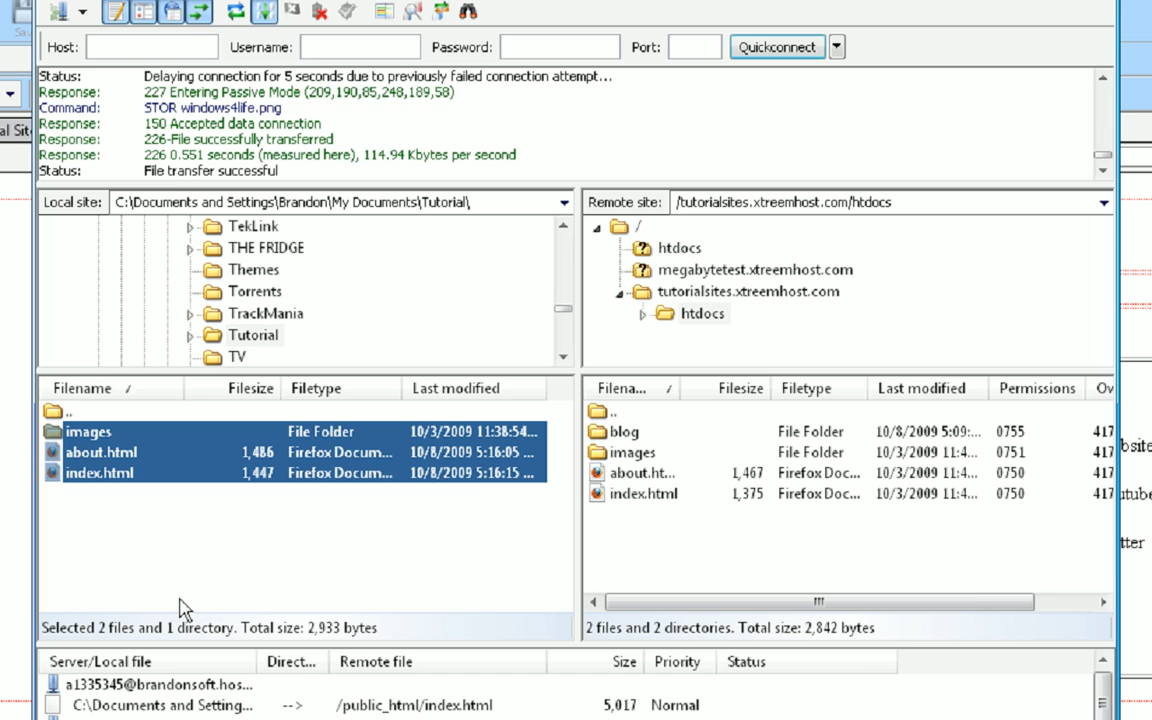 Host: Username: Password: Port: Quickconnect
Status: Delaying connection for 5 seconds due to previously failed connection attempt...
Response: 227 Entering Passive Mode (209,190,85,248,189,58)
Command: STOR windows4life.png
Response: 150 Accepted data connection
Response: 226-File successfully transferred
Response: 226 0.551 seconds (measured here), 114.94 Kbytes per second
Status: File transfer successful
al Sit
Local site: C:\Documents and Settings\Brandon\My Documents\Tutorial\
TekLink
THE FRIDGE
Themes
Torrents
TrackMania
Tutorial
TV
Remote site: /tutorialsites.xtreemhost.com/htdocs
/
htdocs
megabytetest.xtreemhost.com
tutorialsites.xtreemhost.com
htdocs
Filename / Filesize Filetype Last modified
..
images File Folder 10/3/2009 11:38:54...
about.html 1,486 Firefox Docum... 10/8/2009 5:16:05 ...
index.html 1,447 Firefox Docum... 10/8/2009 5:16:15 ...
Selected 2 files and 1 directory. Total size: 2,933 bytes
Filena... / Filesize Filetype Last modified Permissions Ov
..
blog File Folder 10/8/2009 5:09:... 0755 417
images File Folder 10/3/2009 11:4... 0751 417
about.ht... 1,467 Firefox Doc... 10/3/2009 11:4... 0750 417
index.html 1,375 Firefox Doc... 10/3/2009 11:4... 0750 417
2 files and 2 directories. Total size: 2,842 bytes
bsite
utube
tter
Server/Local file Direct... Remote file Size Priority Status
a1335345@brandonsoft.hos...
C:\Documents and Setting... --> /public_html/index.html 5,017 Normal